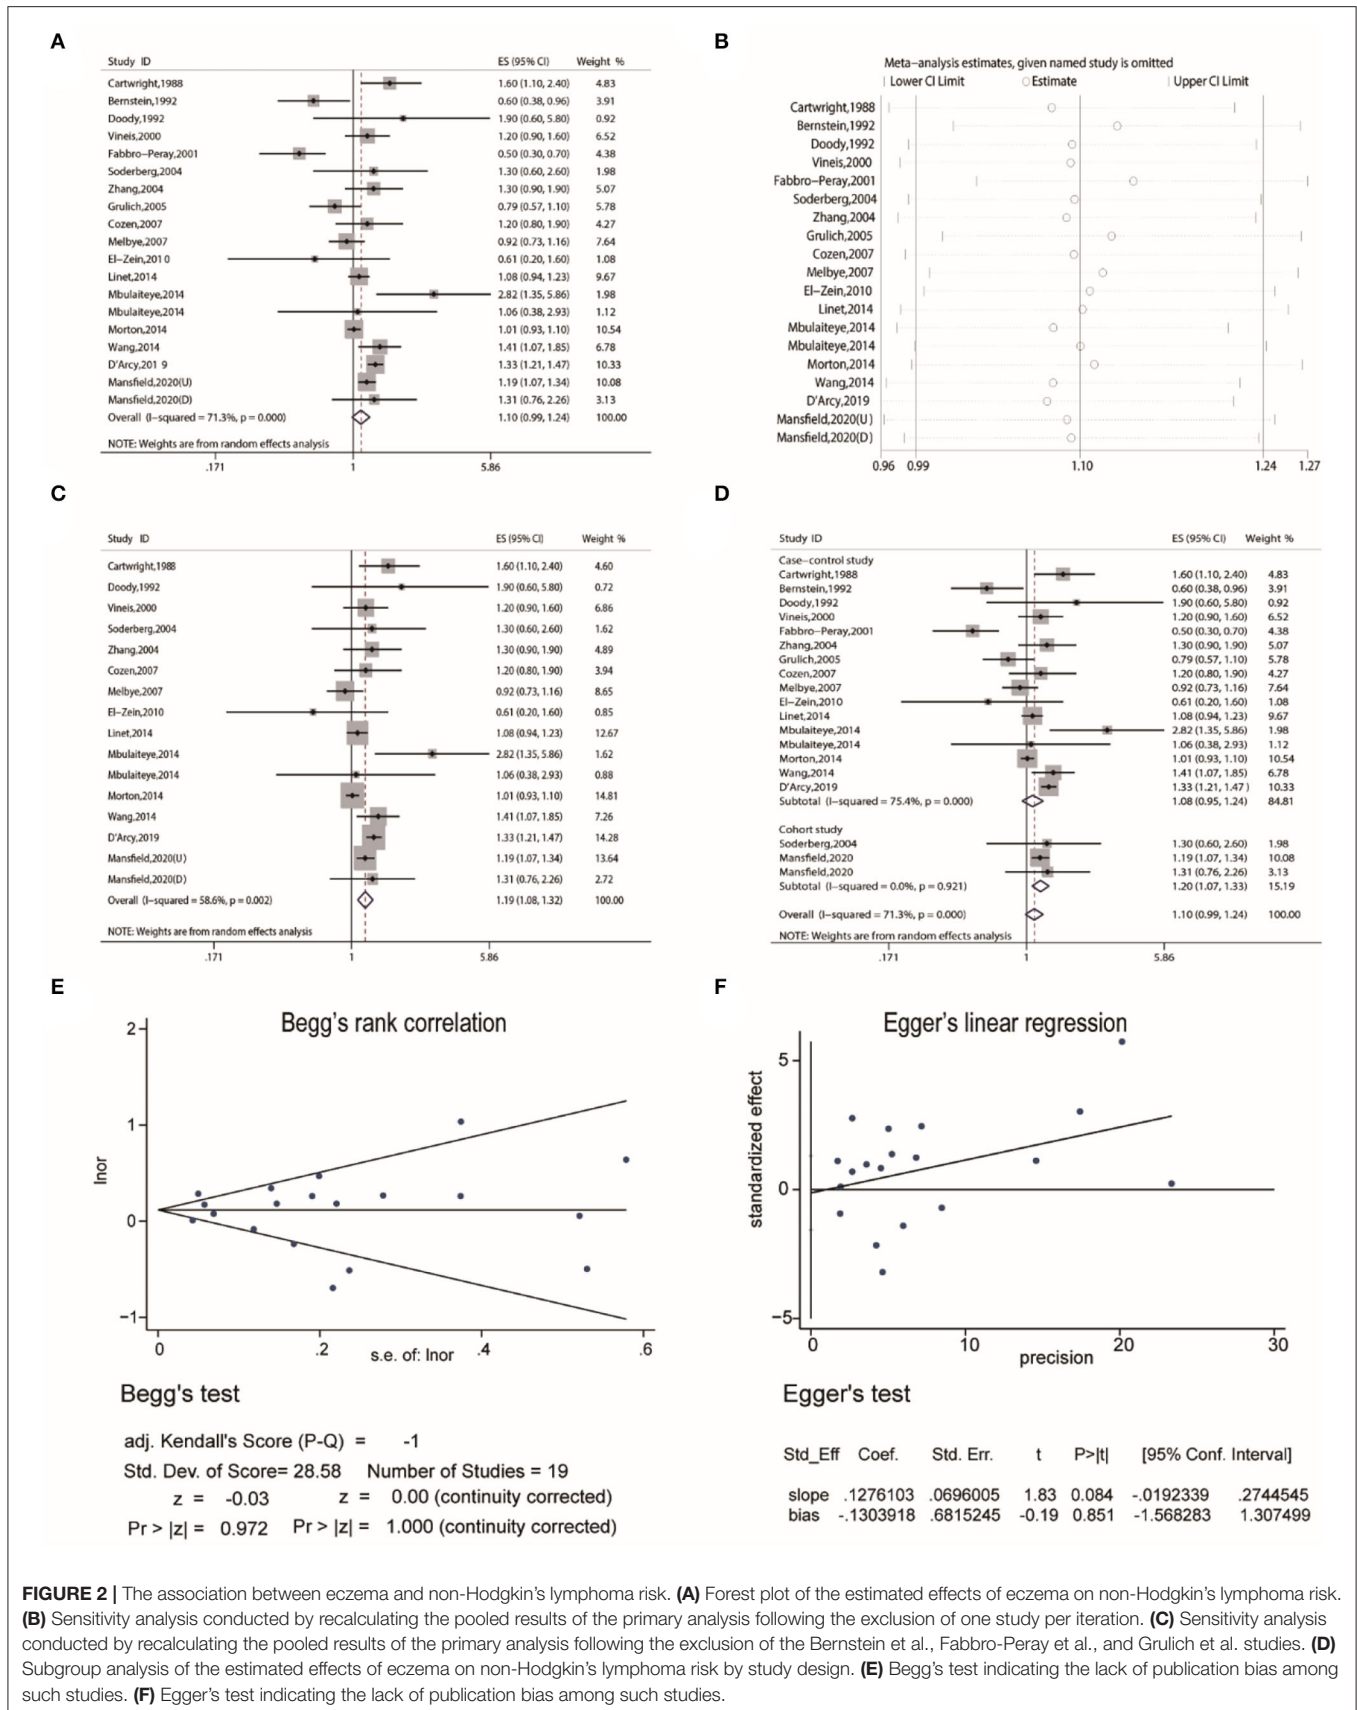 A
Study ID ES (95% CI) Weight %
Cartwright,1988 1.60 (1.10, 2.40) 4.83
Bernstein,1992 0.60 (0.38, 0.96) 3.91
Doody,1992 1.90 (0.60, 5.80) 0.92
Vineis,2000 1.20 (0.90, 1.60) 6.52
Fabbro−Peray,2001 0.50 (0.30, 0.70) 4.38
Soderberg,2004 1.30 (0.60, 2.60) 1.98
Zhang,2004 1.30 (0.90, 1.90) 5.07
Grulich,2005 0.79 (0.57, 1.10) 5.78
Cozen,2007 1.20 (0.80, 1.90) 4.27
Melbye,2007 0.92 (0.73, 1.16) 7.64
El−Zein,201 0 0.61 (0.20, 1.60) 1.08
Linet,2014 1.08 (0.94, 1.23) 9.67
Mbulaiteye,2014 2.82 (1.35, 5.86) 1.98
Mbulaiteye,2014 1.06 (0.38, 2.93) 1.12
Morton,2014 1.01 (0.93, 1.10) 10.54
Wang,2014 1.41 (1.07, 1.85) 6.78
D'Arcy,201 9 1.33 (1.21, 1.47) 10.33
Mansfield,2020(U) 1.19 (1.07, 1.34) 10.08
Mansfield,2020(D) 1.31 (0.76, 2.26) 3.13
Overall (I−squared = 71.3%, p = 0.000) 1.10 (0.99, 1.24) 100.00
NOTE: Weights are from random effects analysis
.171 1 5.86
B
Meta−analysis estimates, given named study is omitted
Lower CI Limit Estimate Upper CI Limit
Cartwright,1988
Bernstein,1992
Doody,1992
Vineis,2000
Fabbro−Peray,2001
Soderberg,2004
Zhang,2004
Grulich,2005
Cozen,2007
Melbye,2007
El−Zein,2010
Linet,2014
Mbulaiteye,2014
Mbulaiteye,2014
Morton,2014
Wang,2014
D'Arcy,2019
Mansfield,2020(U)
Mansfield,2020(D)
0.96 0.99 1.10 1.24 1.27
C
Study ID ES (95% CI) Weight %
Cartwright,1988 1.60 (1.10, 2.40) 4.60
Doody,1992 1.90 (0.60, 5.80) 0.72
Vineis,2000 1.20 (0.90, 1.60) 6.86
Soderberg,2004 1.30 (0.60, 2.60) 1.62
Zhang,2004 1.30 (0.90, 1.90) 4.89
Cozen,2007 1.20 (0.80, 1.90) 3.94
Melbye,2007 0.92 (0.73, 1.16) 8.65
El−Zein,2010 0.61 (0.20, 1.60) 0.85
Linet,2014 1.08 (0.94, 1.23) 12.67
Mbulaiteye,2014 2.82 (1.35, 5.86) 1.62
Mbulaiteye,2014 1.06 (0.38, 2.93) 0.88
Morton,2014 1.01 (0.93, 1.10) 14.81
Wang,2014 1.41 (1.07, 1.85) 7.26
D'Arcy,2019 1.33 (1.21, 1.47) 14.28
Mansfield,2020(U) 1.19 (1.07, 1.34) 13.64
Mansfield,2020(D) 1.31 (0.76, 2.26) 2.72
Overall (I−squared = 58.6%, p = 0.002) 1.19 (1.08, 1.32) 100.00
NOTE: Weights are from random effects analysis
.171 1 5.86
D
Study ID ES (95% CI) Weight %
Case−control study
Cartwright,1988 1.60 (1.10, 2.40) 4.83
Bernstein,1992 0.60 (0.38, 0.96) 3.91
Doody,1992 1.90 (0.60, 5.80) 0.92
Vineis,2000 1.20 (0.90, 1.60) 6.52
Fabbro−Peray,2001 0.50 (0.30, 0.70) 4.38
Zhang,2004 1.30 (0.90, 1.90) 5.07
Grulich,2005 0.79 (0.57, 1.10) 5.78
Cozen,2007 1.20 (0.80, 1.90) 4.27
Melbye,2007 0.92 (0.73, 1.16) 7.64
El−Zein,2010 0.61 (0.20, 1.60) 1.08
Linet,2014 1.08 (0.94, 1.23) 9.67
Mbulaiteye,2014 2.82 (1.35, 5.86) 1.98
Mbulaiteye,2014 1.06 (0.38, 2.93) 1.12
Morton,2014 1.01 (0.93, 1.10) 10.54
Wang,2014 1.41 (1.07, 1.85) 6.78
D'Arcy,2019 1.33 (1.21, 1.47 ) 10.33
Subtotal (I−squared = 75.4%, p = 0.000) 1.08 (0.95, 1.24) 84.81
Cohort study
Soderberg,2004 1.30 (0.60, 2.60) 1.98
Mansfield,2020 1.19 (1.07, 1.34) 10.08
Mansfield,2020 1.31 (0.76, 2.26) 3.13
Subtotal (I−squared = 0.0%, p = 0.921) 1.20 (1.07, 1.33) 15.19
Overall (I−squared = 71.3%, p = 0.000) 1.10 (0.99, 1.24) 100.00
NOTE: Weights are from random effects analysis
.171 1 5.86
E
Begg's rank correlation
lnor
2
1
0
−1
0 .2 .4 .6
s.e. of: lnor
Begg's test
adj. Kendall's Score (P-Q) = -1
Std. Dev. of Score= 28.58 Number of Studies = 19
z = -0.03 z = 0.00 (continuity corrected)
Pr > |z| = 0.972 Pr > |z| = 1.000 (continuity corrected)
F
Egger's linear regression
standardized effect
5
0
−5
0 10 20 30
precision
Egger's test
Std_Eff Coef. Std. Err. t P>|t| [95% Conf. Interval]
slope .1276103 .0696005 1.83 0.084 -.0192339 .2744545
bias -.1303918 .6815245 -0.19 0.851 -1.568283 1.307499
FIGURE 2 | The association between eczema and non-Hodgkin's lymphoma risk. (A) Forest plot of the estimated effects of eczema on non-Hodgkin's lymphoma risk.
(B) Sensitivity analysis conducted by recalculating the pooled results of the primary analysis following the exclusion of one study per iteration. (C) Sensitivity analysis
conducted by recalculating the pooled results of the primary analysis following the exclusion of the Bernstein et al., Fabbro-Peray et al., and Grulich et al. studies. (D)
Subgroup analysis of the estimated effects of eczema on non-Hodgkin's lymphoma risk by study design. (E) Begg's test indicating the lack of publication bias among
such studies. (F) Egger's test indicating the lack of publication bias among such studies.